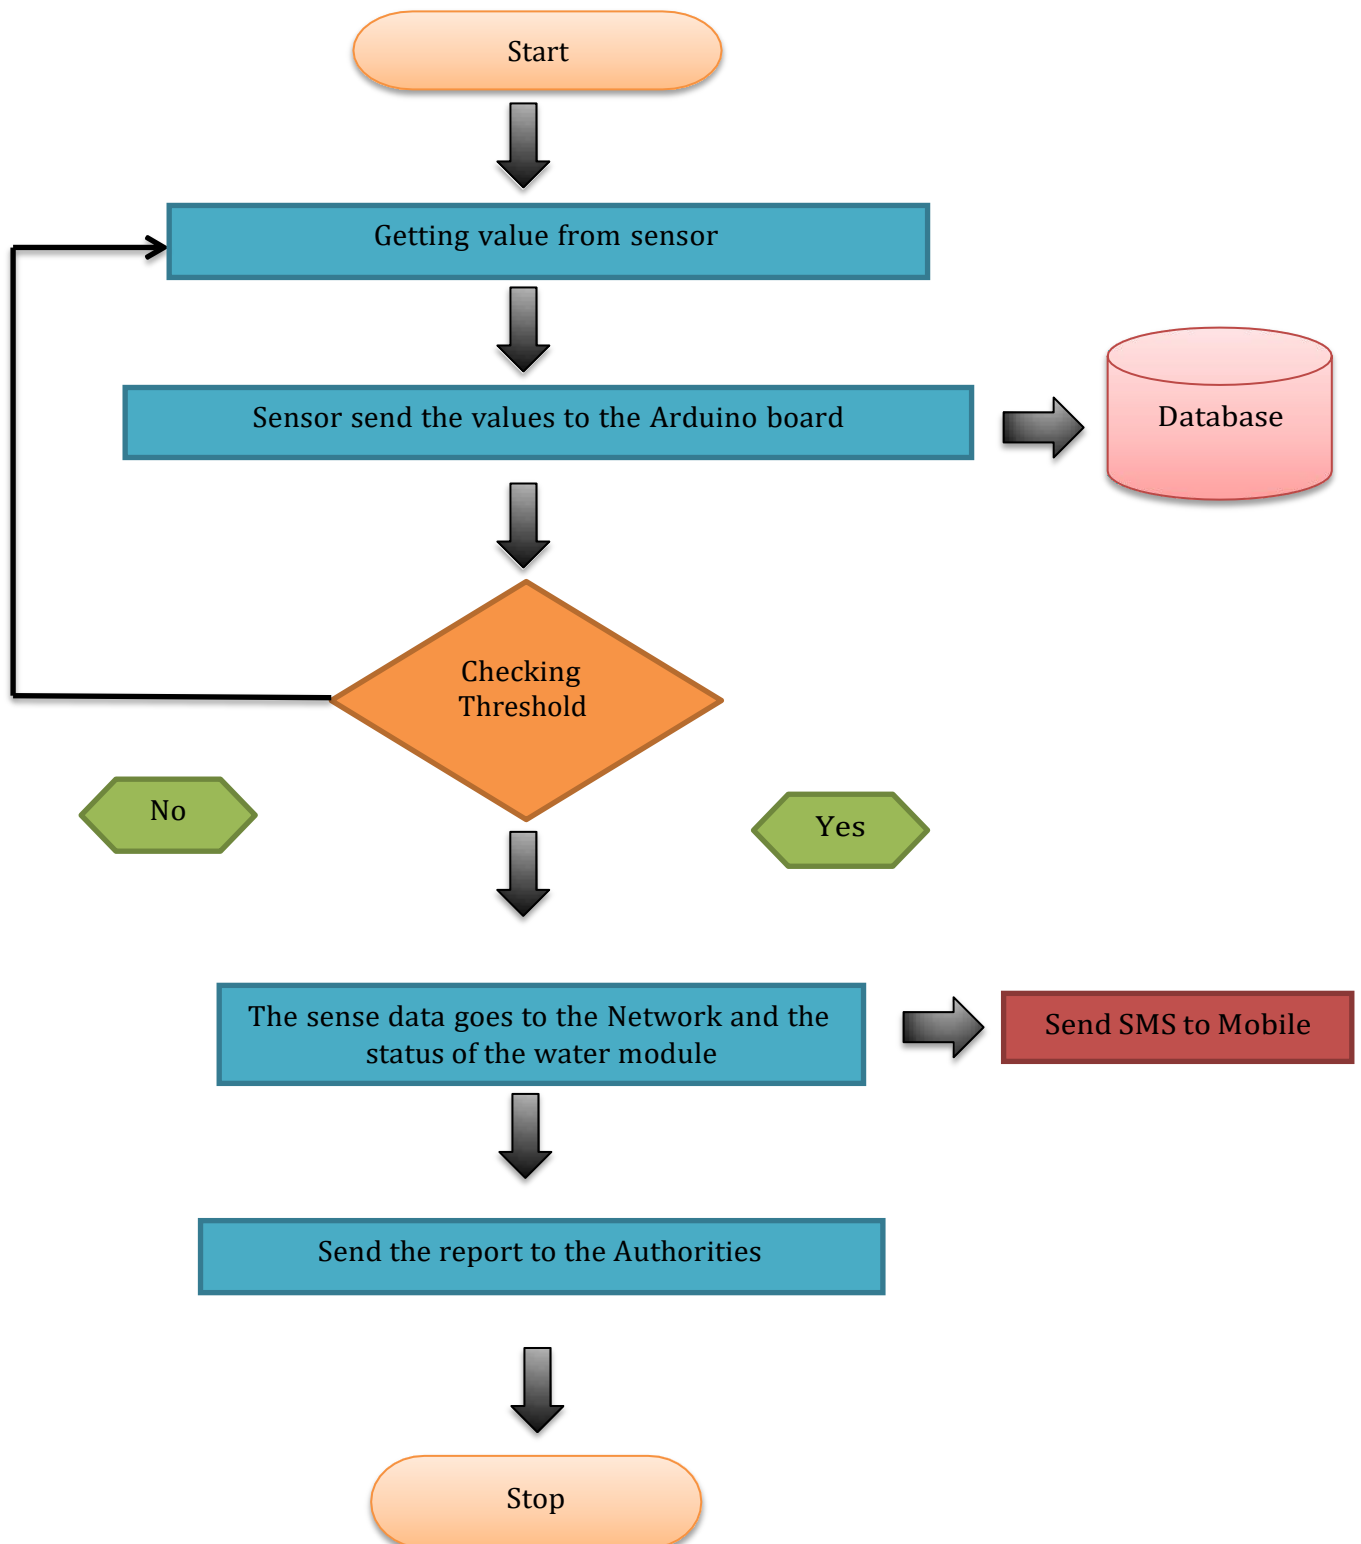 Start
Getting value from sensor
Sensor send the values to the Arduino board
Database
Checking
Threshold
No
Yes
The sense data goes to the Network and the
status of the water module
Send SMS to Mobile
Send the report to the Authorities
Stop